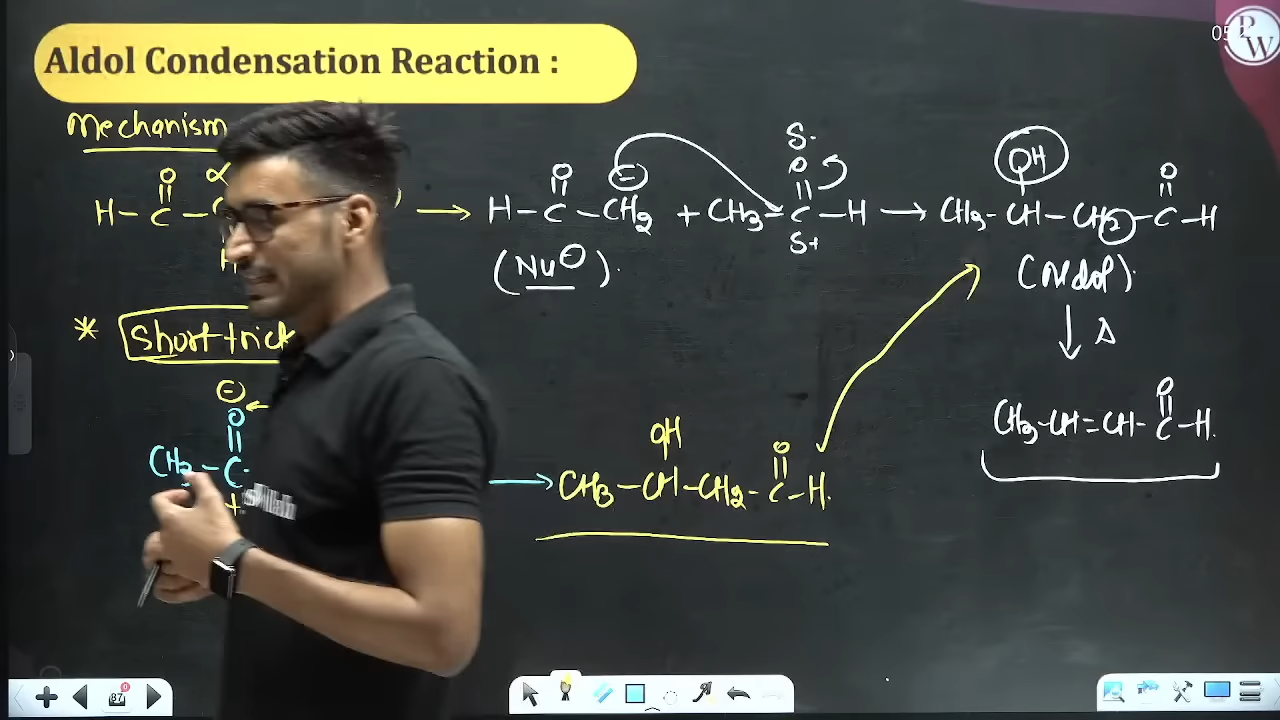 Aldol Condensation Reaction :
PW
Mechanism
O α
H-C-
H
→ H-C-CH2 + CH3-C-H → CH3-CH-CH2-C-H
O ⊖ δ- O OH O
(Nu⊖). δ+ (Aldol).
↓ Δ
* Short trick
⊖
O
CH3-C
+
→ CH3-CH-CH2-C-H.
OH O
CH3-CH=CH-C-H.
O
87